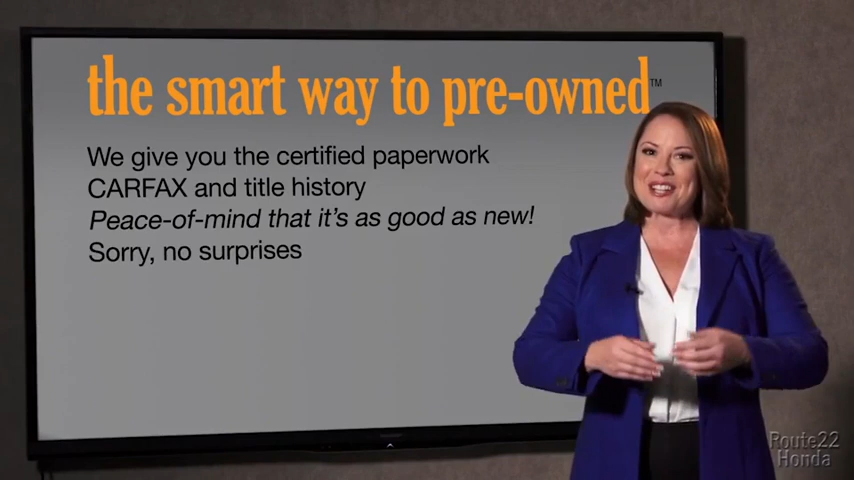 the smart way to pre-owned™
We give you the certified paperwork
CARFAX and title history
Peace-of-mind that it's as good as new!
Sorry, no surprises
Route22
Honda